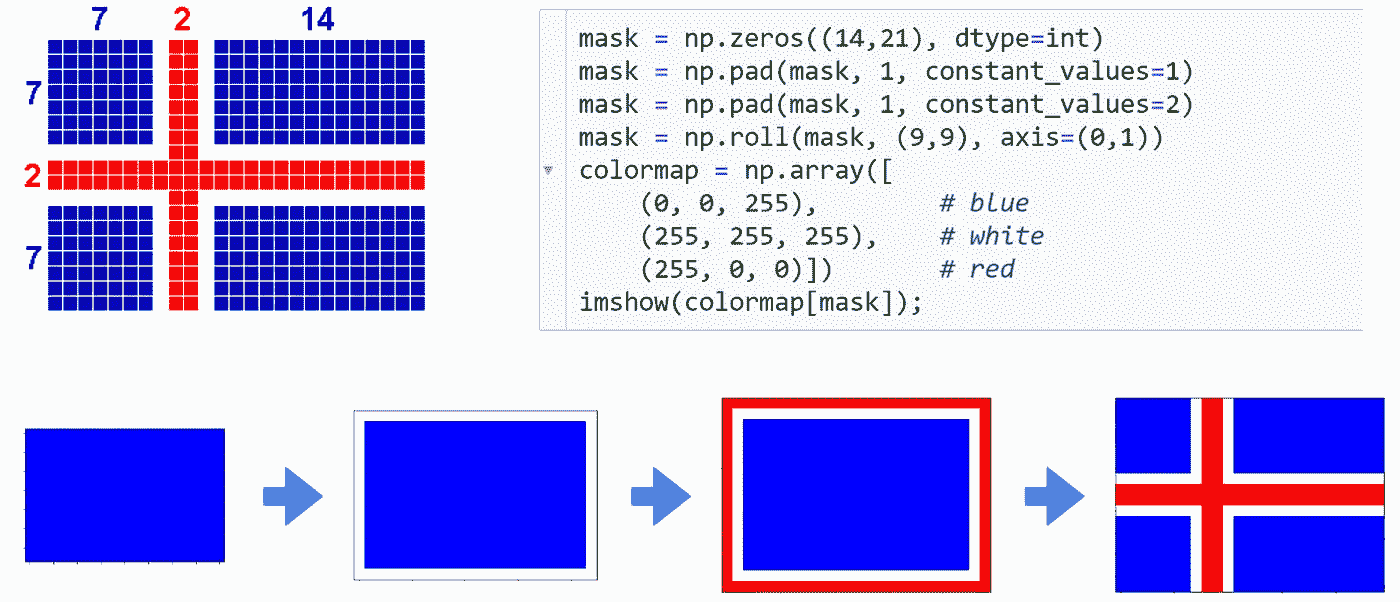 7 2 14
7
2
7
mask = np.zeros((14,21), dtype=int)
mask = np.pad(mask, 1, constant_values=1)
mask = np.pad(mask, 1, constant_values=2)
mask = np.roll(mask, (9,9), axis=(0,1))
colormap = np.array([
    (0, 0, 255),        # blue
    (255, 255, 255),    # white
    (255, 0, 0)])       # red
imshow(colormap[mask]);